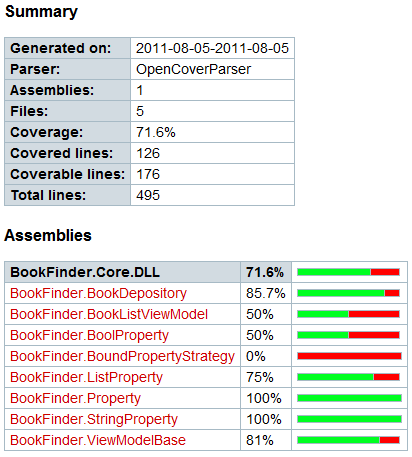 Summary
Generated on: 2011-08-05-2011-08-05
Parser: OpenCoverParser
Assemblies: 1
Files: 5
Coverage: 71.6%
Covered lines: 126
Coverable lines: 176
Total lines: 495
Assemblies
BookFinder.Core.DLL 71.6%
BookFinder.BookDepository 85.7%
BookFinder.BookListViewModel 50%
BookFinder.BoolProperty 50%
BookFinder.BoundPropertyStrategy 0%
BookFinder.ListProperty 75%
BookFinder.Property 100%
BookFinder.StringProperty 100%
BookFinder.ViewModelBase 81%